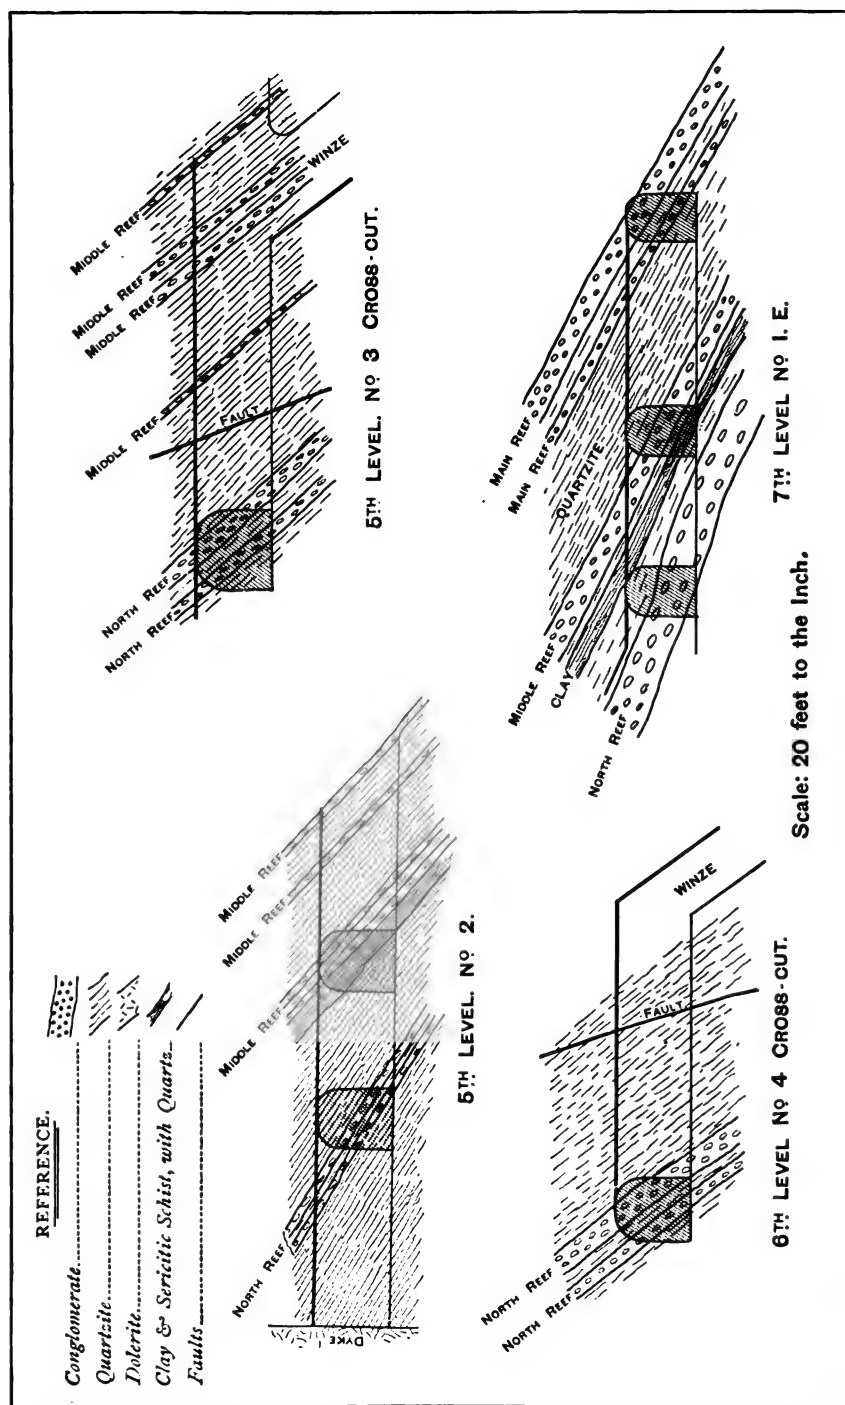 REFERENCE.
Conglomerate
Quartzite
Dolerite
Clay & Sericitic Schist, with Quartz
Faults
DYKE
NORTH REEF
MIDDLE REEF
MIDDLE REEF
MIDDLE REEF
5TH LEVEL. No 2.
NORTH REEF
NORTH REEF
MIDDLE REEF
FAULT
MIDDLE REEF
MIDDLE REEF
MIDDLE REEF
WINZE
5TH LEVEL. No 3 CROSS-CUT.
NORTH REEF
NORTH REEF
FAULT
WINZE
6TH LEVEL No 4 CROSS-CUT.
NORTH REEF
CLAY
MIDDLE REEF
QUARTZITE
MAIN REEF
MAIN REEF
7TH LEVEL No 1. E.
Scale: 20 feet to the Inch.